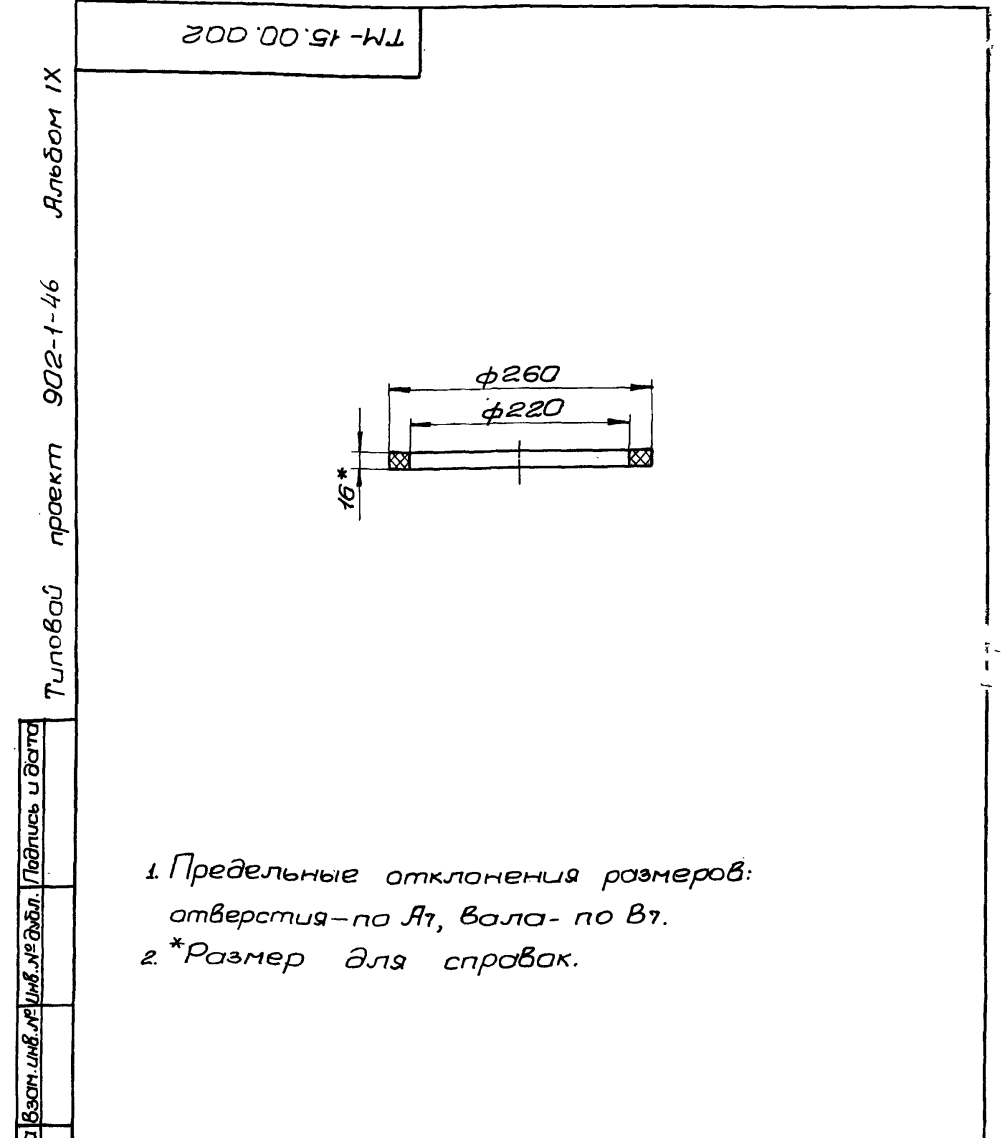 ТМ-15.00.002
Типовой проект 902-1-46 Альбом IX
ф260
ф220
16*
1. Предельные отклонения размеров:
отверстия-по А7, вала- по В7.
2. *Размер для справок.
Подпись и дата
Инв.№ дубл.
Взам.инв.№